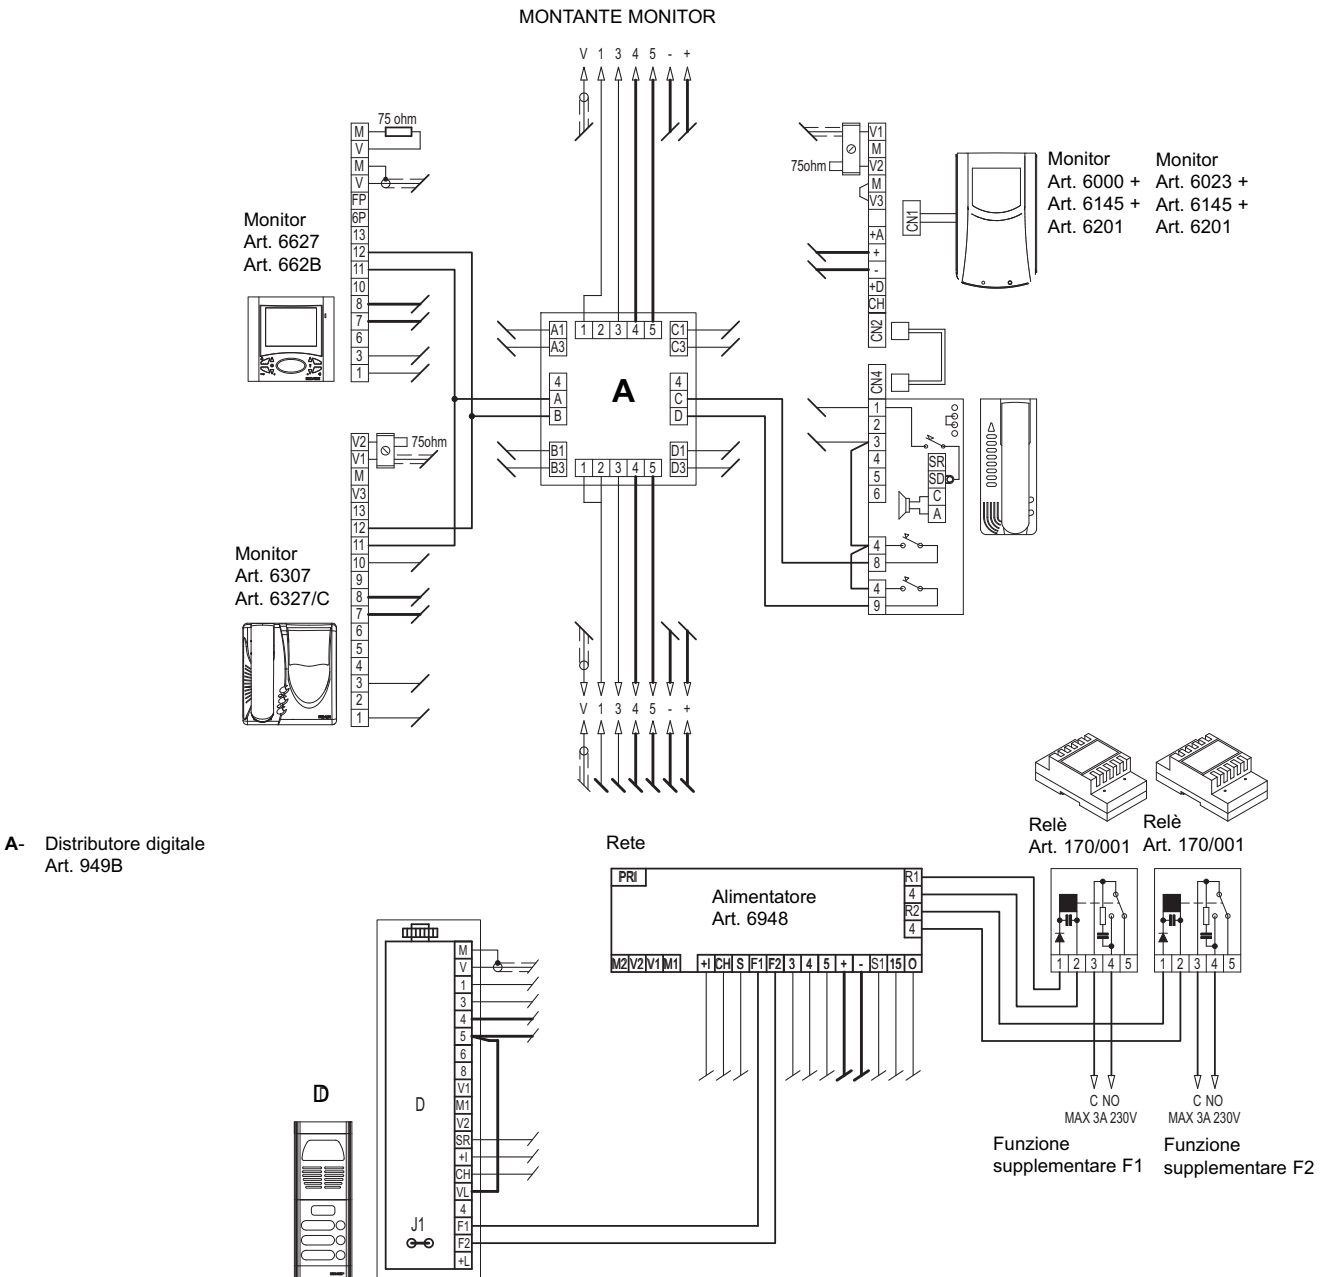 MONTANTE MONITOR
V 1 3 4 5 - +
75 ohm
M
V
M
V
FP
6P
13
12
11
10
8
7
6
3
1
Monitor
Art. 6627
Art. 662B
V1
M
V2
M
V3
+A
+
-
+D
CH
CN2
75ohm
CN1
Monitor
Art. 6000 +
Art. 6145 +
Art. 6201
Monitor
Art. 6023 +
Art. 6145 +
Art. 6201
A1
A3
1 2 3 4 5
C1
C3
4
A
B
A
4
C
D
B1
B3
1 2 3 4 5
D1
D3
CN4
1
2
3
4
5
6
SR
SD
C
A
4
8
4
9
V2
V1
M
V3
13
12
11
10
9
8
7
6
5
4
3
2
1
75ohm
Monitor
Art. 6307
Art. 6327/C
V 1 3 4 5 - +
A- Distributore digitale
Art. 949B
Rete
PRI
Alimentatore
Art. 6948
R1
4
R2
4
M2 V2 V1 M1 +I CH S F1 F2 3 4 5 + - S1 15 O
Relè
Art. 170/001
Relè
Art. 170/001
1 2 3 4 5
1 2 3 4 5
C NO
MAX 3A 230V
C NO
MAX 3A 230V
Funzione
supplementare F1
Funzione
supplementare F2
D
D
J1
M
V
1
3
4
5
6
8
V1
M1
V2
SR
+I
CH
VL
4
F1
F2
+L